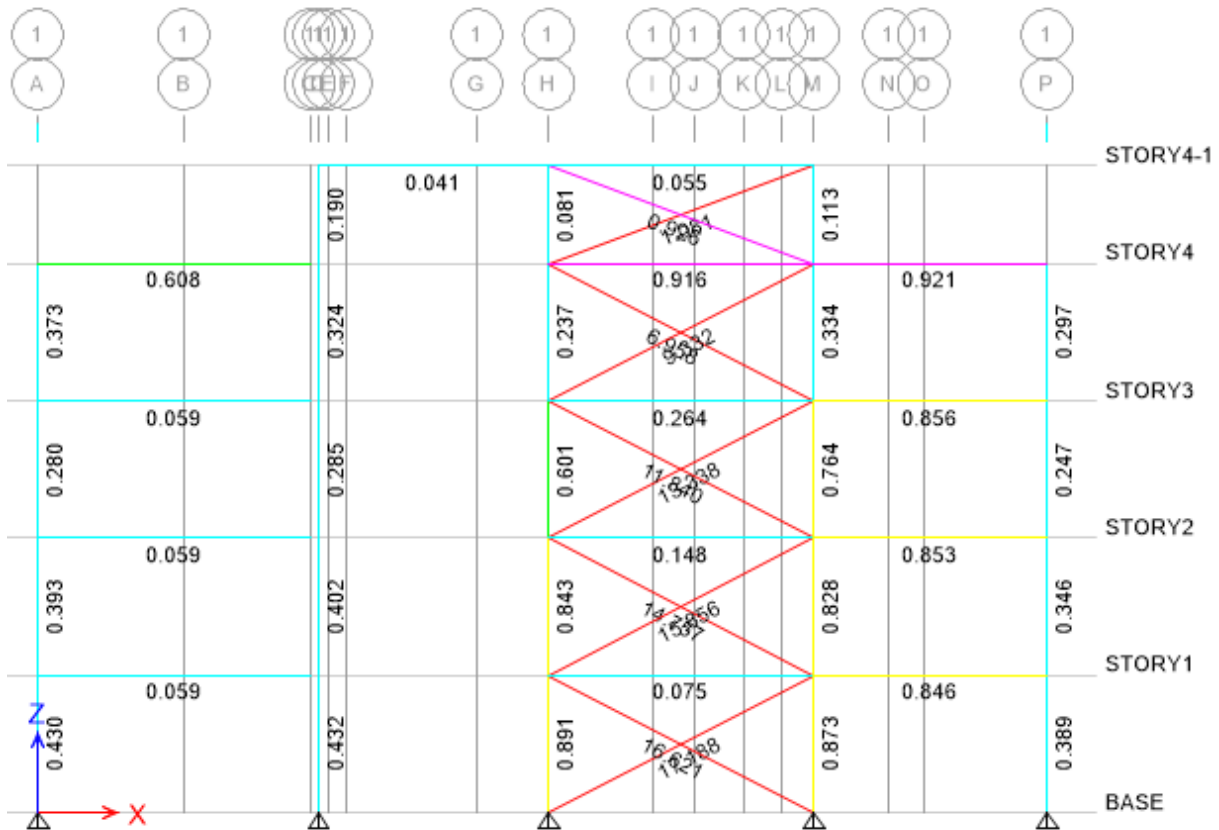 1 1 1 1 1 1 1 1 1 1 1 1 1 1
A B F G H I J K L M N O P
STORY4-1
0.041 0.055
0.190 0.081 0.113
STORY4
0.608 0.916 0.921
0.373 0.324 0.237 0.334 0.297
STORY3
0.059 0.264 0.856
0.280 0.285 0.601 0.764 0.247
STORY2
0.059 0.148 0.853
0.393 0.402 0.843 0.828 0.346
STORY1
0.059 0.075 0.846
Z
0.430 0.432 0.891 0.873 0.389
X
BASE